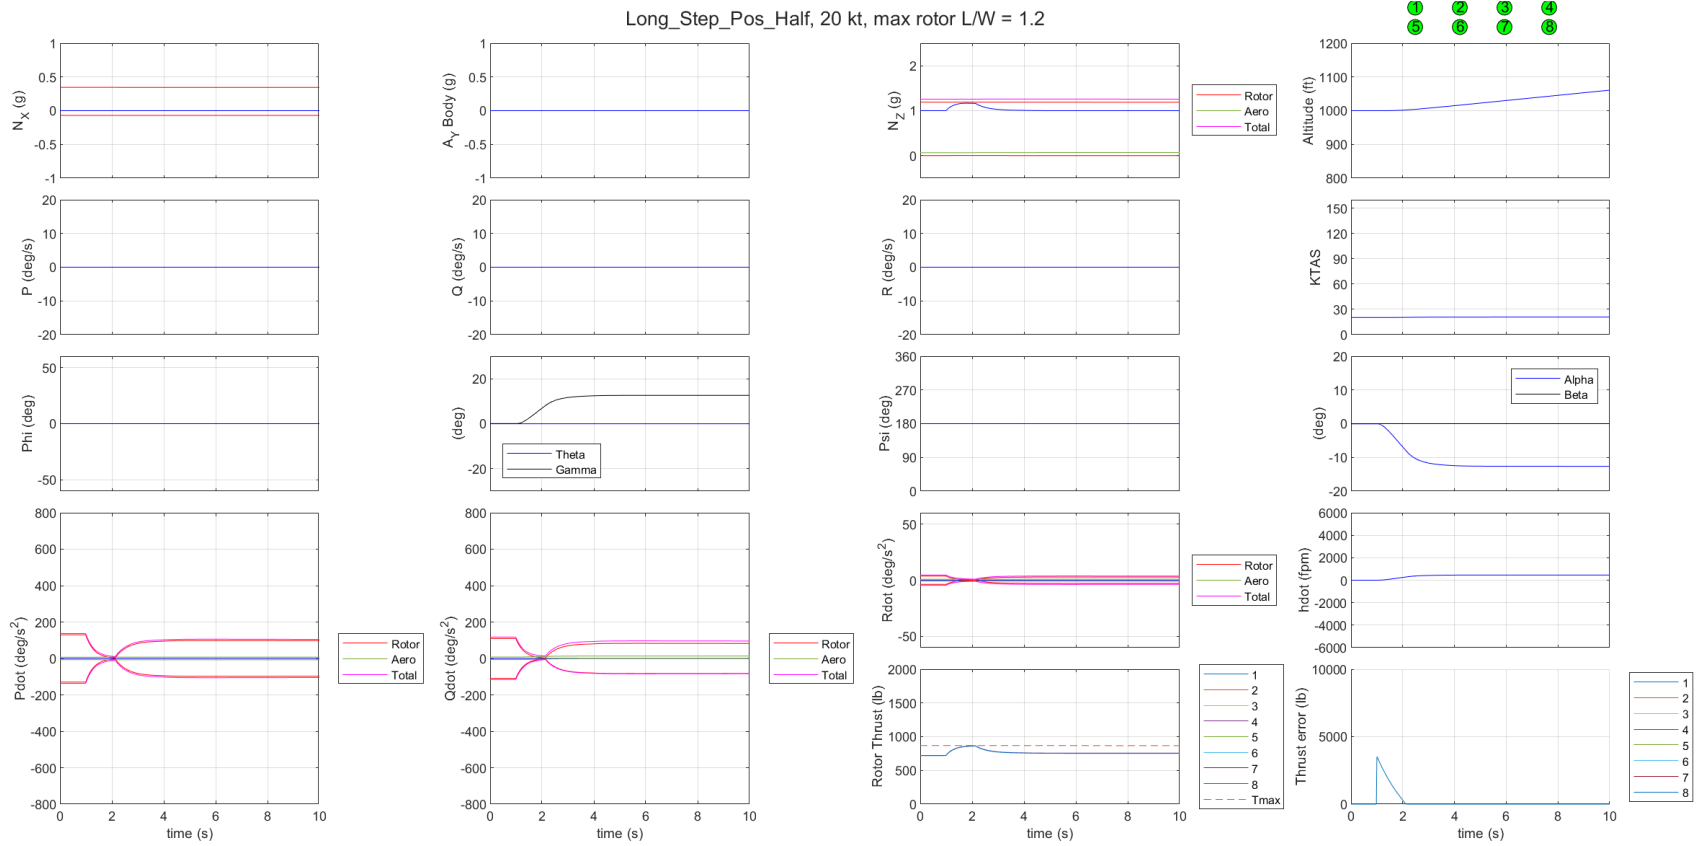 Long_Step_Pos_Half, 20 kt, max rotor L/W = 1.2
1 2 3 4
5 6 7 8
N_X (g)
1
0.5
0
-0.5
-1
A_Y Body (g)
1
0.5
0
-0.5
-1
N_Z (g)
2
1
0
Rotor
Aero
Total
Altitude (ft)
1200
1100
1000
900
800
P (deg/s)
20
10
0
-10
-20
Q (deg/s)
20
10
0
-10
-20
R (deg/s)
20
10
0
-10
-20
KTAS
150
120
90
60
30
0
Phi (deg)
50
0
-50
(deg)
20
0
-20
Theta
Gamma
Psi (deg)
360
270
180
90
0
(deg)
20
10
0
-10
-20
Alpha
Beta
Pdot (deg/s²)
800
600
400
200
0
-200
-400
-600
-800
0 2 4 6 8 10
time (s)
Rotor
Aero
Total
Qdot (deg/s²)
800
600
400
200
0
-200
-400
-600
-800
0 2 4 6 8 10
time (s)
Rotor
Aero
Total
Rdot (deg/s²)
50
0
-50
Rotor
Aero
Total
hdot (fpm)
6000
4000
2000
0
-2000
-4000
-6000
Rotor Thrust (lb)
2000
1500
1000
500
0
0 2 4 6 8 10
time (s)
1
2
3
4
5
6
7
8
Tmax
Thrust error (lb)
10000
5000
0
0 2 4 6 8 10
time (s)
1
2
3
4
5
6
7
8